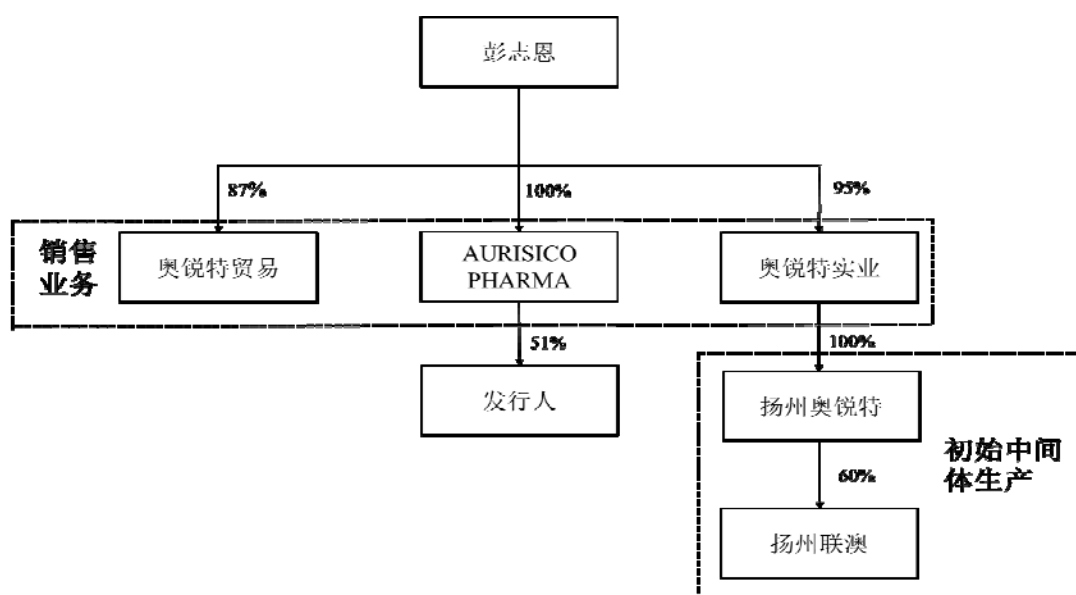 彭志恩
87%
100%
95%
销售
业务
奥锐特贸易
AURISICO
PHARMA
奥锐特实业
51%
100%
发行人
扬州奥锐特
初始中间
体生产
60%
扬州联澳